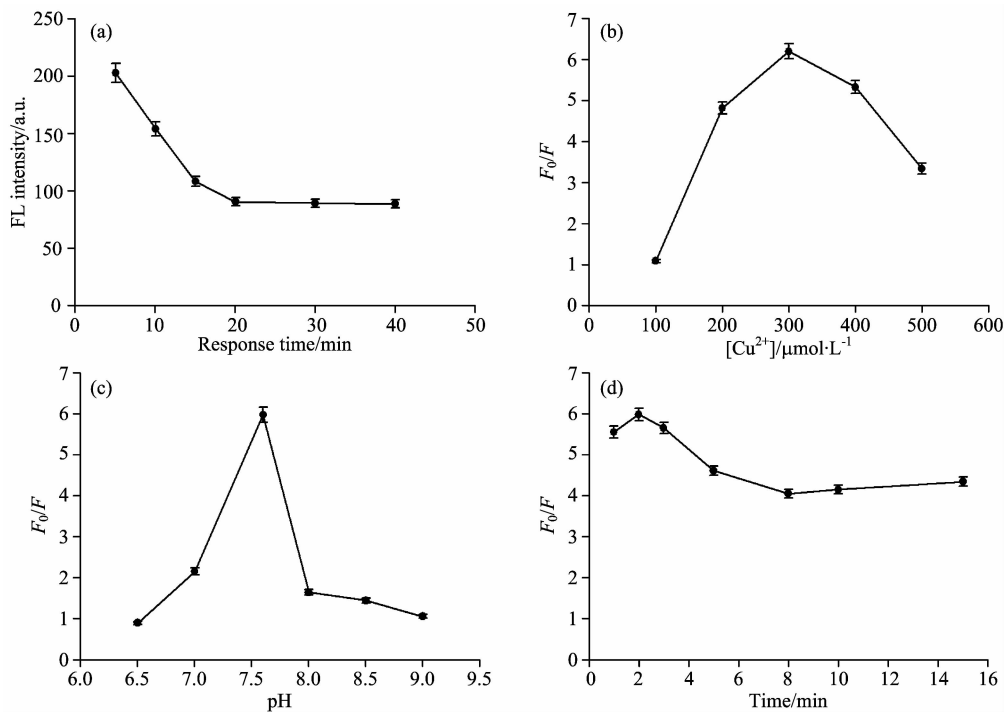 (a)
250
200
150
100
50
0
FL intensity/a.u.
0 10 20 30 40 50
Response time/min
(b)
7
6
5
4
3
2
1
0
F0/F
0 100 200 300 400 500 600
[Cu²⁺]/μmol·L⁻¹
(c)
7
6
5
4
3
2
1
0
F0/F
6.0 6.5 7.0 7.5 8.0 8.5 9.0 9.5
pH
(d)
7
6
5
4
3
2
1
0
F0/F
0 2 4 6 8 10 12 14 16
Time/min